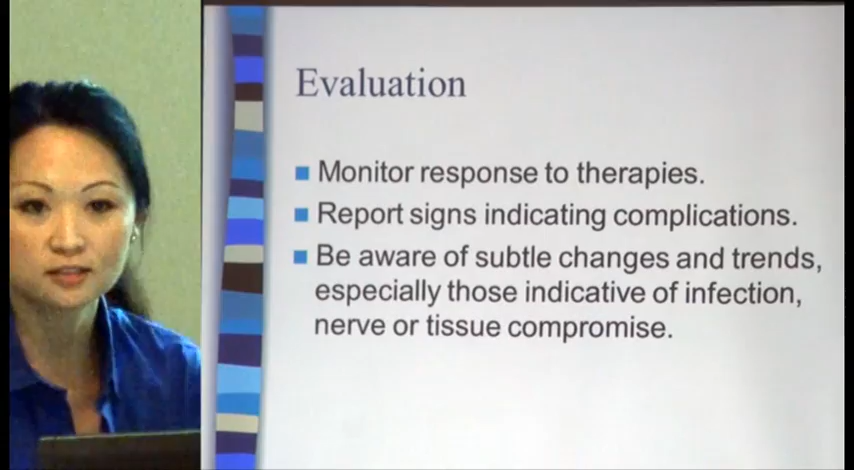 Evaluation
Monitor response to therapies.
Report signs indicating complications.
Be aware of subtle changes and trends,
especially those indicative of infection,
nerve or tissue compromise.